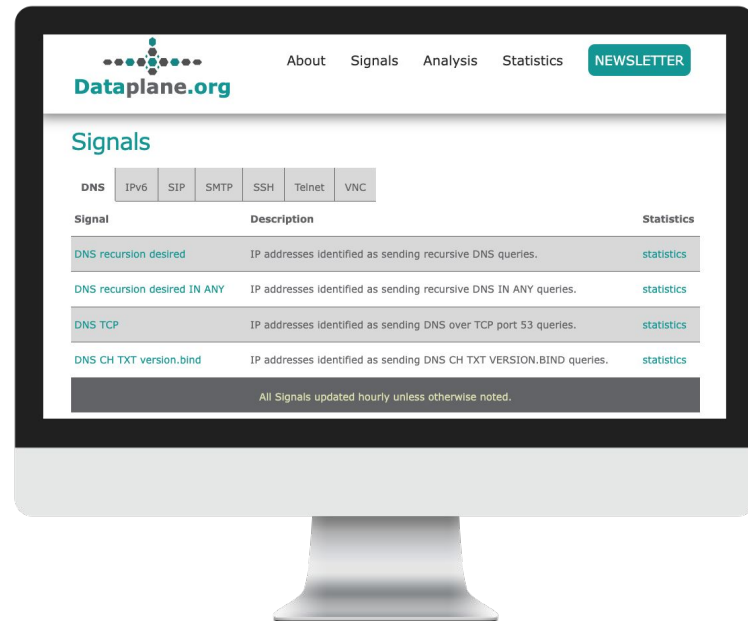 About Signals Analysis Statistics NEWSLETTER
Dataplane.org
Signals
DNS IPv6 SIP SMTP SSH Telnet VNC
Signal Description Statistics
DNS recursion desired IP addresses identified as sending recursive DNS queries. statistics
DNS recursion desired IN ANY IP addresses identified as sending recursive DNS IN ANY queries. statistics
DNS TCP IP addresses identified as sending DNS over TCP port 53 queries. statistics
DNS CH TXT version.bind IP addresses identified as sending DNS CH TXT VERSION.BIND queries. statistics
All Signals updated hourly unless otherwise noted.